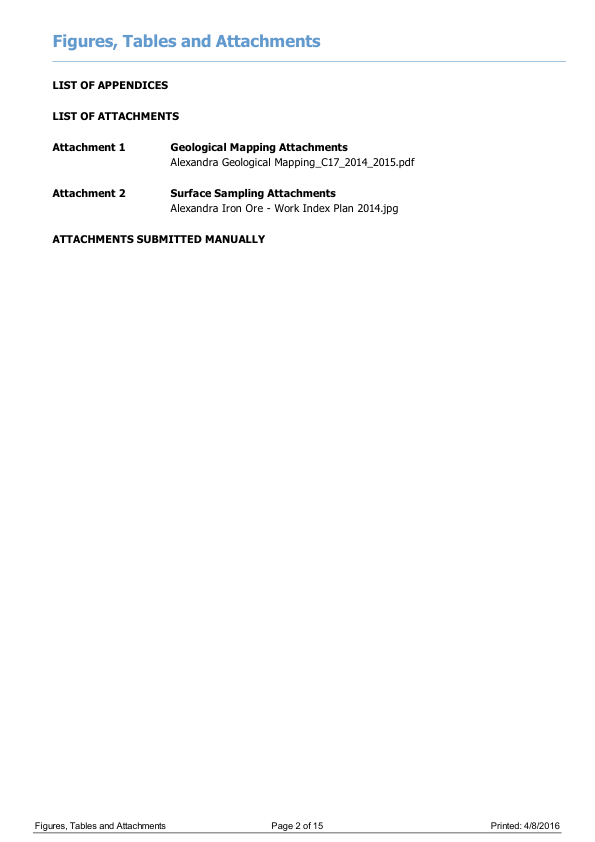 Figures, Tables and Attachments
LIST OF APPENDICES
LIST OF ATTACHMENTS
Attachment 1 Geological Mapping Attachments
Alexandra Geological Mapping_C17_2014_2015.pdf
Attachment 2 Surface Sampling Attachments
Alexandra Iron Ore - Work Index Plan 2014.jpg
ATTACHMENTS SUBMITTED MANUALLY
Figures, Tables and Attachments Page 2 of 15 Printed: 4/8/2016